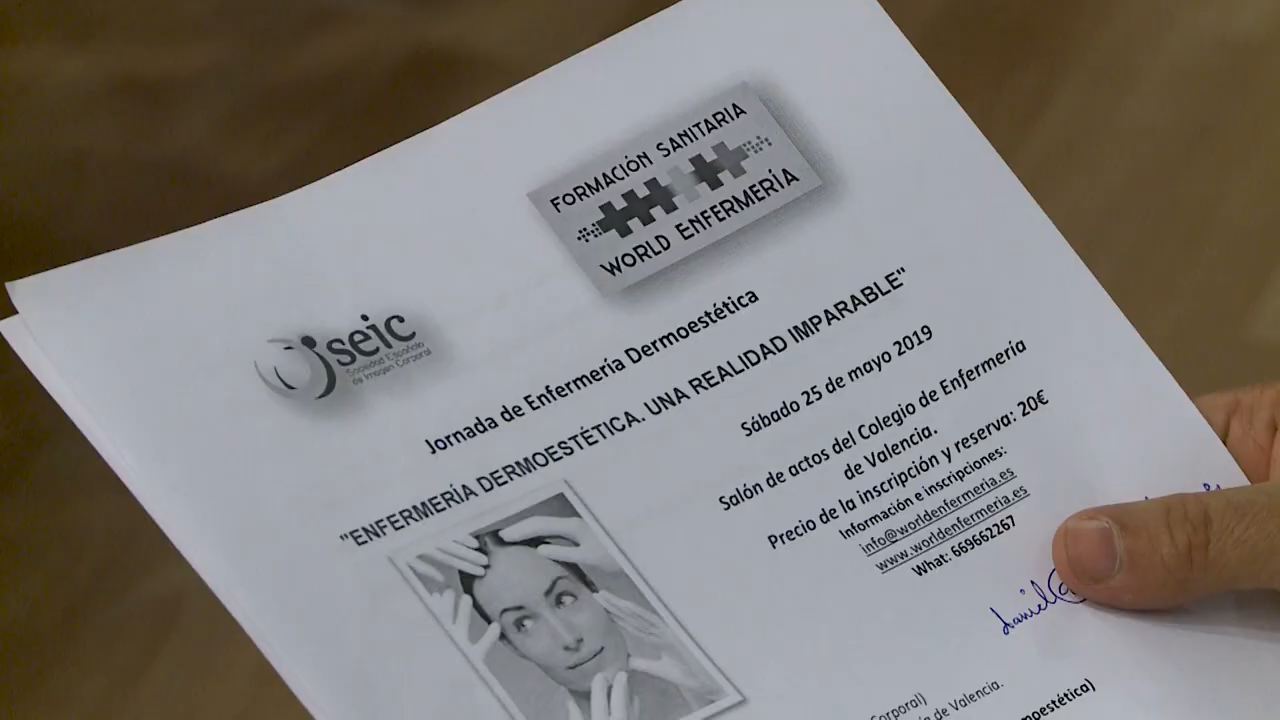 FORMACIÓN SANITARIA
WORLD ENFERMERÍA
seic
Sociedad Española
de Imagen Corporal
Jornada de Enfermería Dermoestética
"ENFERMERÍA DERMOESTÉTICA. UNA REALIDAD IMPARABLE"
Sábado 25 de mayo 2019
Salón de actos del Colegio de Enfermería
de Valencia.
Precio de la inscripción y reserva: 20€
Información e inscripciones:
info@worldenfermeria.es
www.worldenfermeria.es
What: 669662267
daniel@
Corporal)
de Valencia.